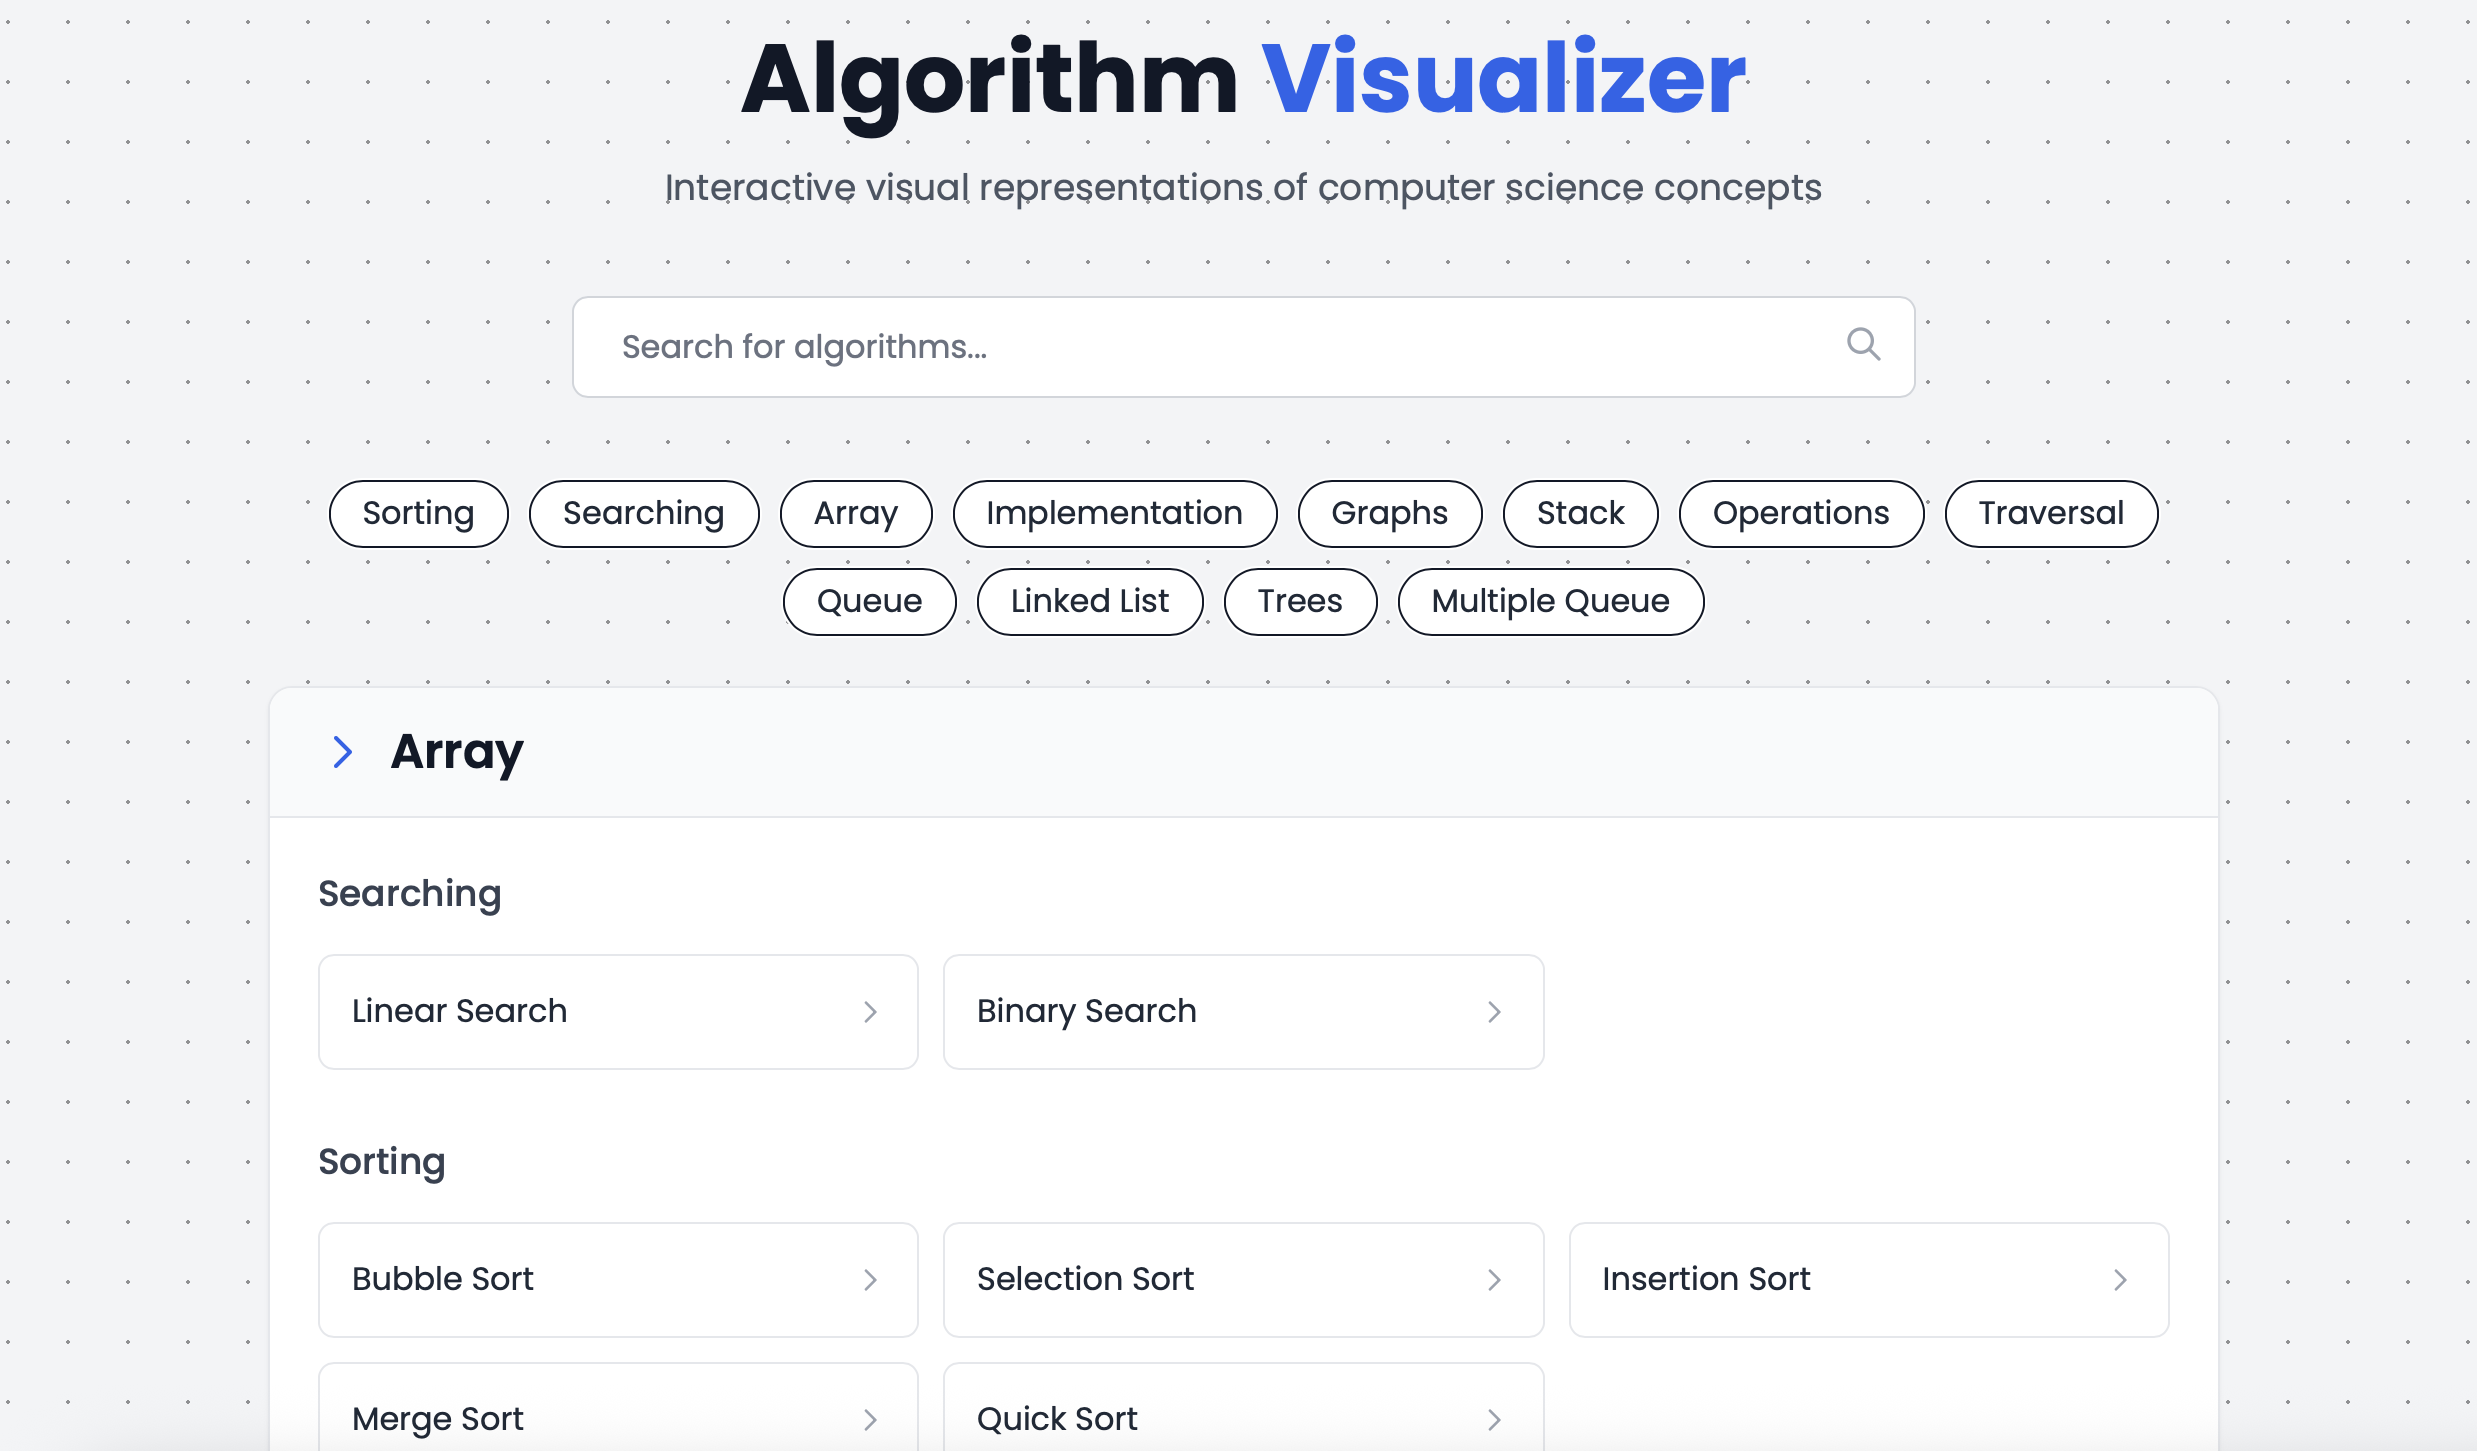 Algorithm Visualizer
Interactive visual representations of computer science concepts
Search for algorithms...
Sorting Searching Array Implementation Graphs Stack Operations Traversal
Queue Linked List Trees Multiple Queue
Array
Searching
Linear Search Binary Search
Sorting
Bubble Sort Selection Sort Insertion Sort
Merge Sort Quick Sort